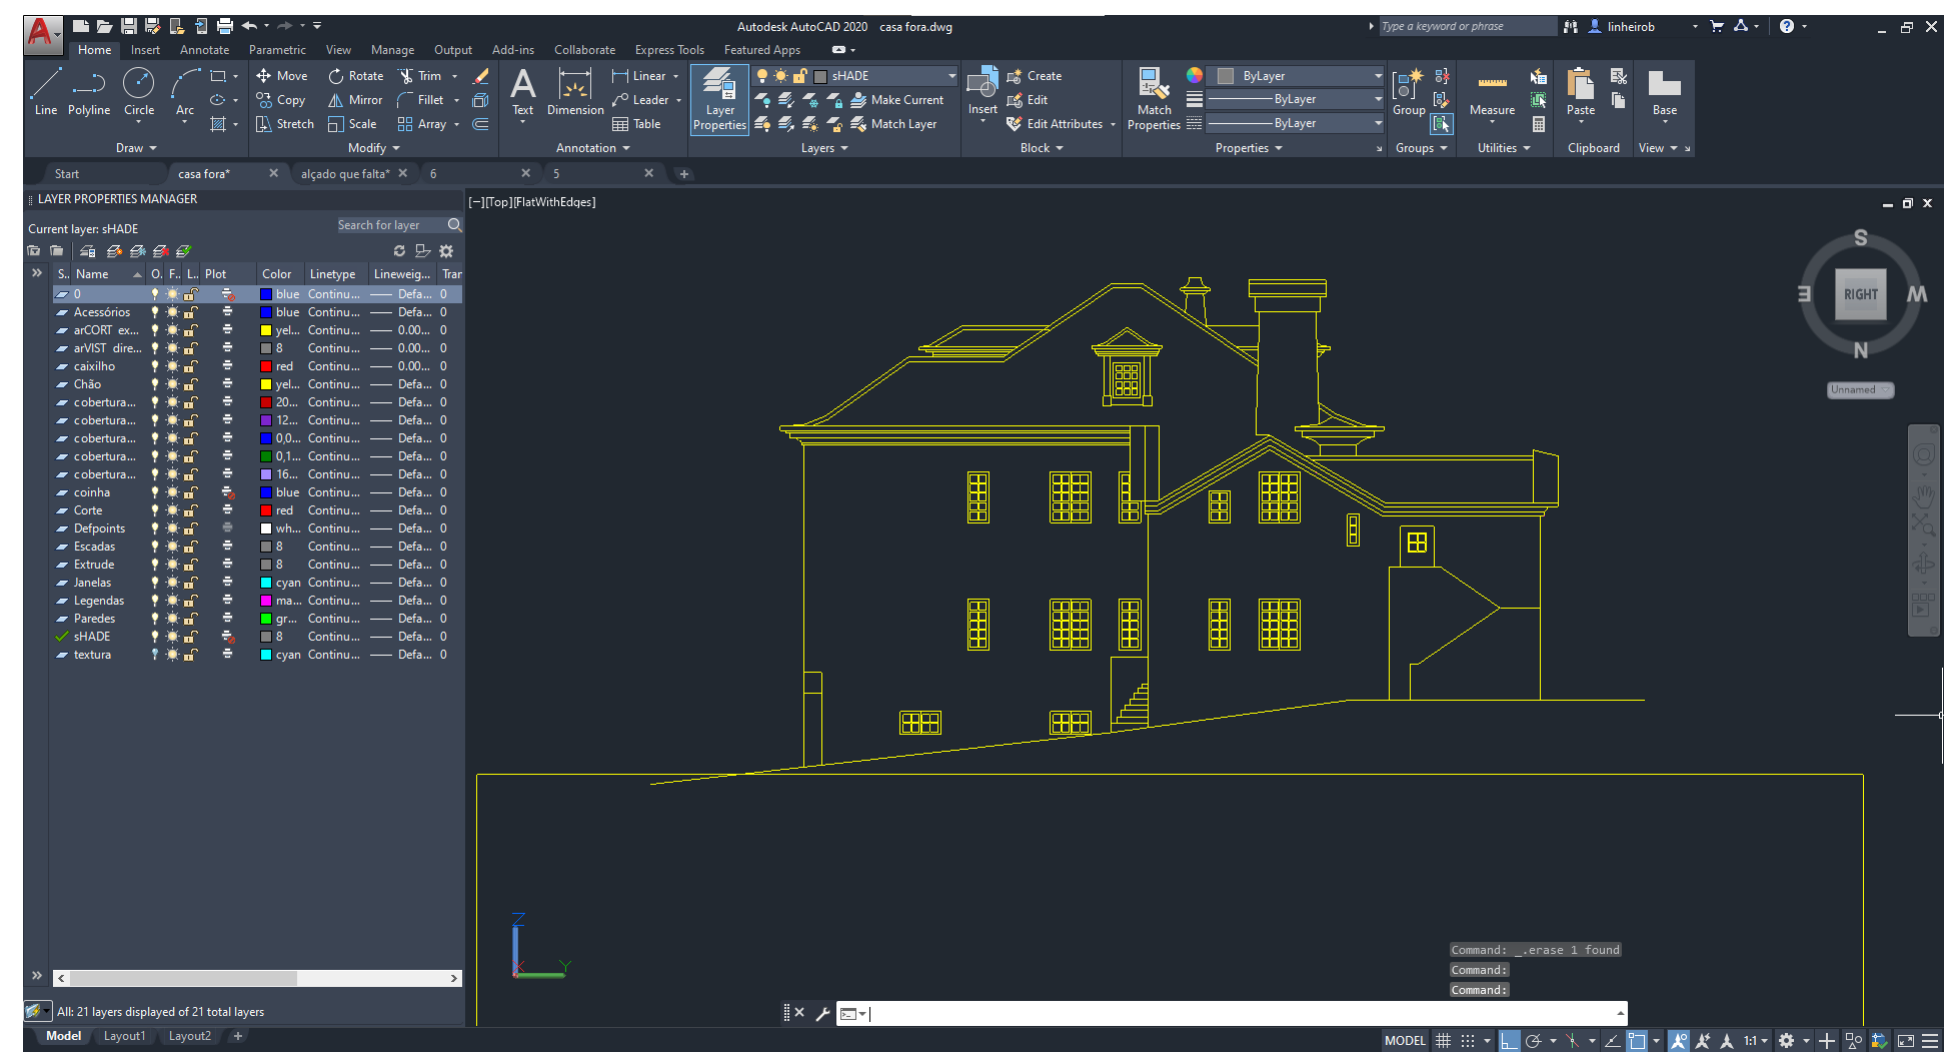 Autodesk AutoCAD 2020 casa fora.dwg
Type a keyword or phrase
linheirob
Home Insert Annotate Parametric View Manage Output Add-ins Collaborate Express Tools Featured Apps
Line Polyline Circle Arc
Draw
Move Rotate Trim
Copy Mirror Fillet
Stretch Scale Array
Modify
Text Dimension
Linear
Leader
Table
Annotation
Layer Properties
sHADE
Make Current
Match Layer
Layers
Insert
Create
Edit
Edit Attributes
Block
Match Properties
ByLayer
ByLayer
ByLayer
Properties
Group
Groups
Measure
Utilities
Paste
Clipboard
Base
View
Start casa fora* alçado que falta* 6 5
LAYER PROPERTIES MANAGER
Current layer: sHADE
Search for layer
S.. Name O. F.. L.. Plot Color Linetype Lineweig... Tran
0 blue Continu... Defa... 0
Acessórios blue Continu... Defa... 0
arCORT ex... yel... Continu... 0.00... 0
arVIST dire... 8 Continu... 0.00... 0
caixilho red Continu... 0.00... 0
Chão yel... Continu... Defa... 0
cobertura... 20... Continu... Defa... 0
cobertura... 12... Continu... Defa... 0
cobertura... 0,0... Continu... Defa... 0
cobertura... 0,1... Continu... Defa... 0
cobertura... 16... Continu... Defa... 0
coinha blue Continu... Defa... 0
Corte red Continu... Defa... 0
Defpoints wh... Continu... Defa... 0
Escadas 8 Continu... Defa... 0
Extrude 8 Continu... Defa... 0
Janelas cyan Continu... Defa... 0
Legendas ma... Continu... Defa... 0
Paredes gr... Continu... Defa... 0
sHADE 8 Continu... Defa... 0
textura cyan Continu... Defa... 0
All: 21 layers displayed of 21 total layers
[−][Top][FlatWithEdges]
S
E RIGHT W
N
Unnamed
Z
X Y
Command: _.erase 1 found
Command:
Command:
Model Layout1 Layout2
MODEL 1:1